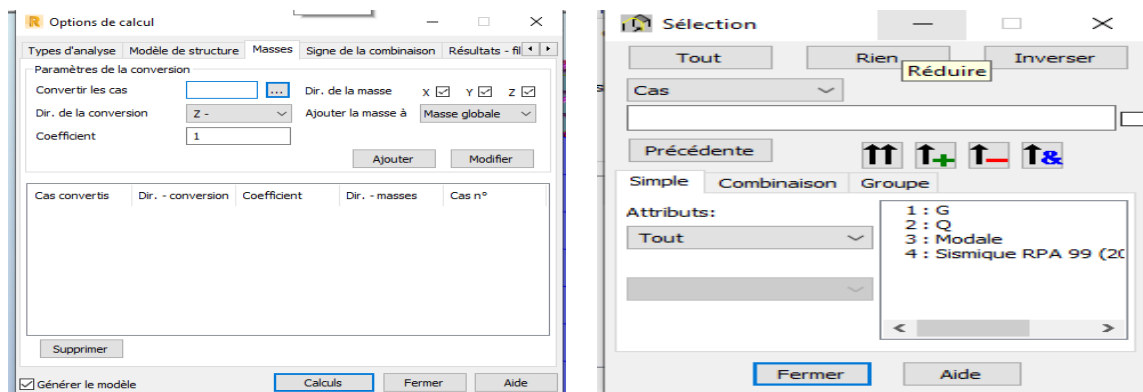 Options de calcul
Types d'analyse Modèle de structure Masses Signe de la combinaison Résultats - fil
Paramètres de la conversion
Convertir les cas ... Dir. de la masse X Y Z
Dir. de la conversion Z - Ajouter la masse à Masse globale
Coefficient 1
Ajouter Modifier
Cas convertis Dir. - conversion Coefficient Dir. - masses Cas n°
Supprimer
Générer le modèle
Calculs Fermer Aide
Sélection
Tout Rien Inverser
Réduire
Cas
Précédente
&
Simple Combinaison Groupe
Attributs:
Tout
1 : G
2 : Q
3 : Modale
4 : Sismique RPA 99 (20
Fermer Aide